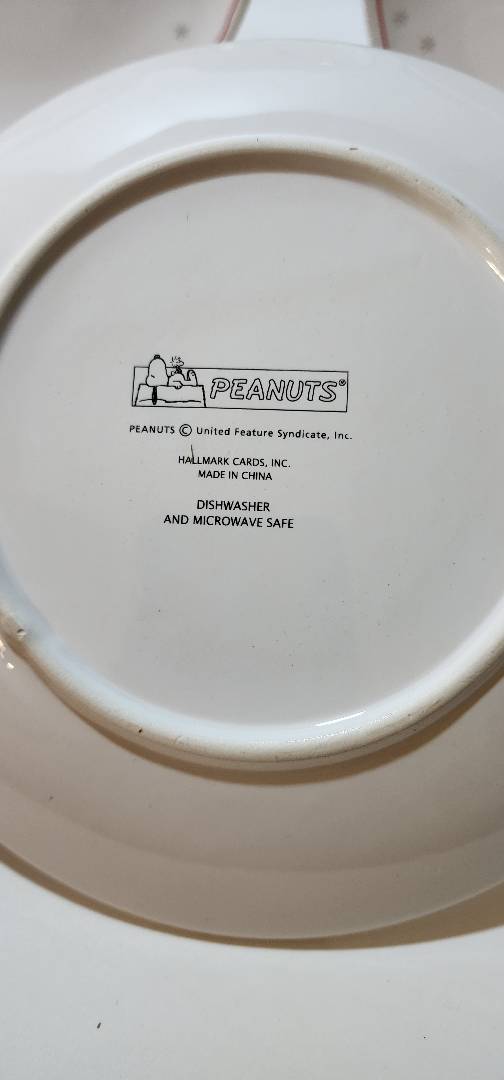 PEANUTS®
PEANUTS © United Feature Syndicate, Inc.
HALLMARK CARDS, INC.
MADE IN CHINA
DISHWASHER
AND MICROWAVE SAFE